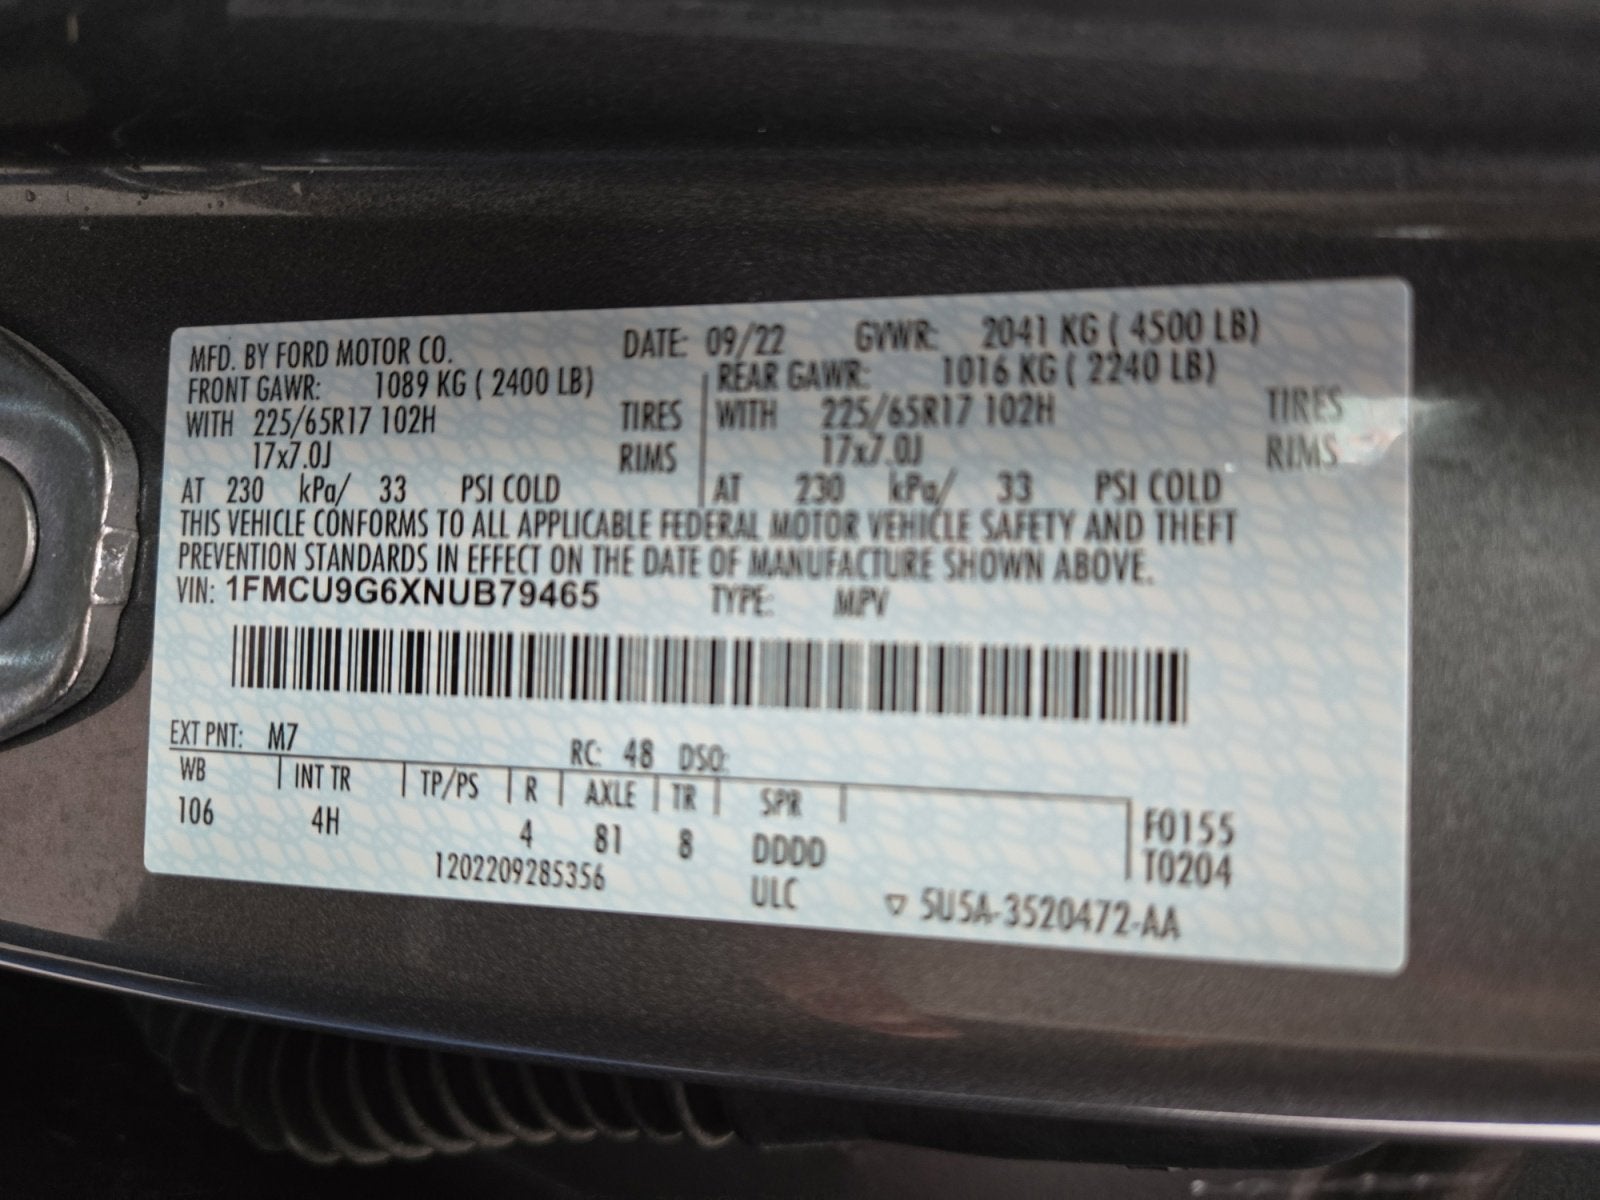 MFD. BY FORD MOTOR CO. DATE: 09/22 GVWR: 2041 KG ( 4500 LB)
FRONT GAWR: 1089 KG ( 2400 LB) REAR GAWR: 1016 KG ( 2240 LB)
WITH 225/65R17 102H TIRES WITH 225/65R17 102H TIRES
17x7.0J RIMS 17x7.0J RIMS
AT 230 kPa/ 33 PSI COLD AT 230 kPa/ 33 PSI COLD
THIS VEHICLE CONFORMS TO ALL APPLICABLE FEDERAL MOTOR VEHICLE SAFETY AND THEFT
PREVENTION STANDARDS IN EFFECT ON THE DATE OF MANUFACTURE SHOWN ABOVE.
VIN: 1FMCU9G6XNUB79465 TYPE: MPV
EXT PNT: M7 RC: 48 DSO:
WB INT TR TP/PS R AXLE TR SPR
106 4H 4 81 8 DDDD F0155
T0204
1202209285356 ULC ▽ 5U5A-3520472-AA